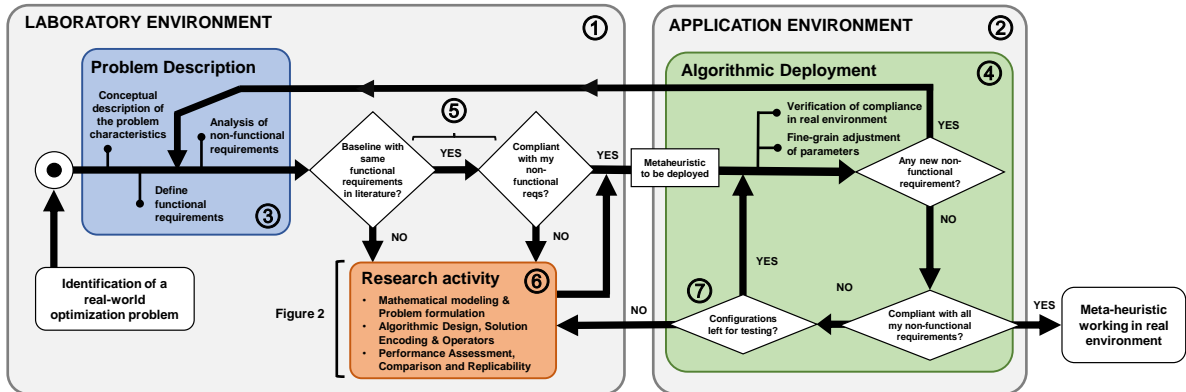 LABORATORY ENVIRONMENT
1
Problem Description
Conceptual
description of
the problem
characteristics
Analysis of
non-functional
requirements
Define
functional
requirements
3
Identification of a
real-world
optimization problem
Baseline with
same
functional
requirements
in literature?
5
YES
NO
Compliant
with my
non-
functional
reqs?
YES
NO
Figure 2
Research activity
6
• Mathematical modeling &
Problem formulation
• Algorithmic Design, Solution
Encoding & Operators
• Performance Assessment,
Comparison and Replicability
APPLICATION ENVIRONMENT
2
Algorithmic Deployment
4
Verification of compliance
in real environment
Fine-grain adjustment
of parameters
Metaheuristic
to be deployed
YES
Any new non-
functional
requirement?
NO
YES
7
NO
Configurations
left for testing?
NO
Compliant with all
my non-functional
requirements?
YES
Meta-heuristic
working in real
environment